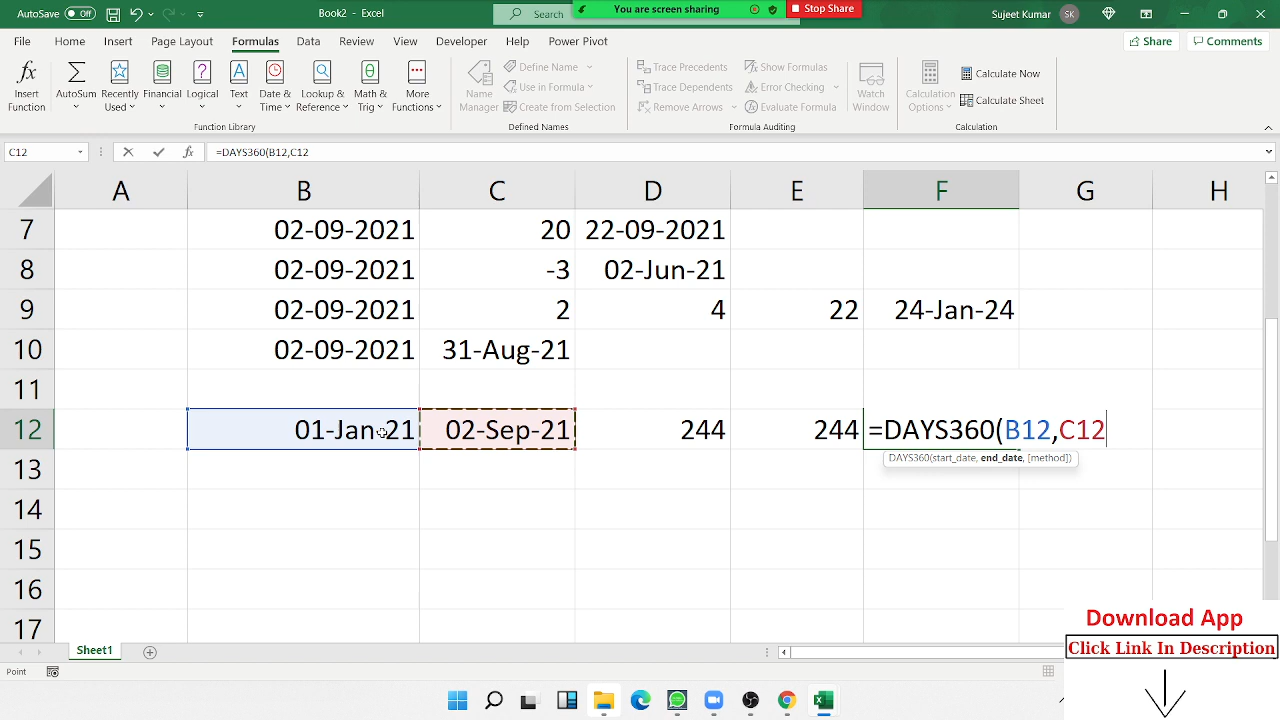 AutoSave Off Book2 - Excel Search You are screen sharing Stop Share Sujeet Kumar SK
File Home Insert Page Layout Formulas Data Review View Developer Help Power Pivot Share Comments
Insert Function
AutoSum
Recently Used
Financial
Logical
Text
Date & Time
Lookup & Reference
Math & Trig
More Functions
Function Library
Name Manager
Define Name
Use in Formula
Create from Selection
Defined Names
Trace Precedents
Trace Dependents
Remove Arrows
Show Formulas
Error Checking
Evaluate Formula
Formula Auditing
Watch Window
Calculation Options
Calculate Now
Calculate Sheet
Calculation
C12 fx =DAYS360(B12,C12
A B C D E F G H
7 02-09-2021 20 22-09-2021
8 02-09-2021 -3 02-Jun-21
9 02-09-2021 2 4 22 24-Jan-24
10 02-09-2021 31-Aug-21
11
12 01-Jan-21 02-Sep-21 244 244 =DAYS360(B12,C12
DAYS360(start_date, end_date, [method])
13
14
15
16
17
Download App
Click Link In Description
Sheet1
Point